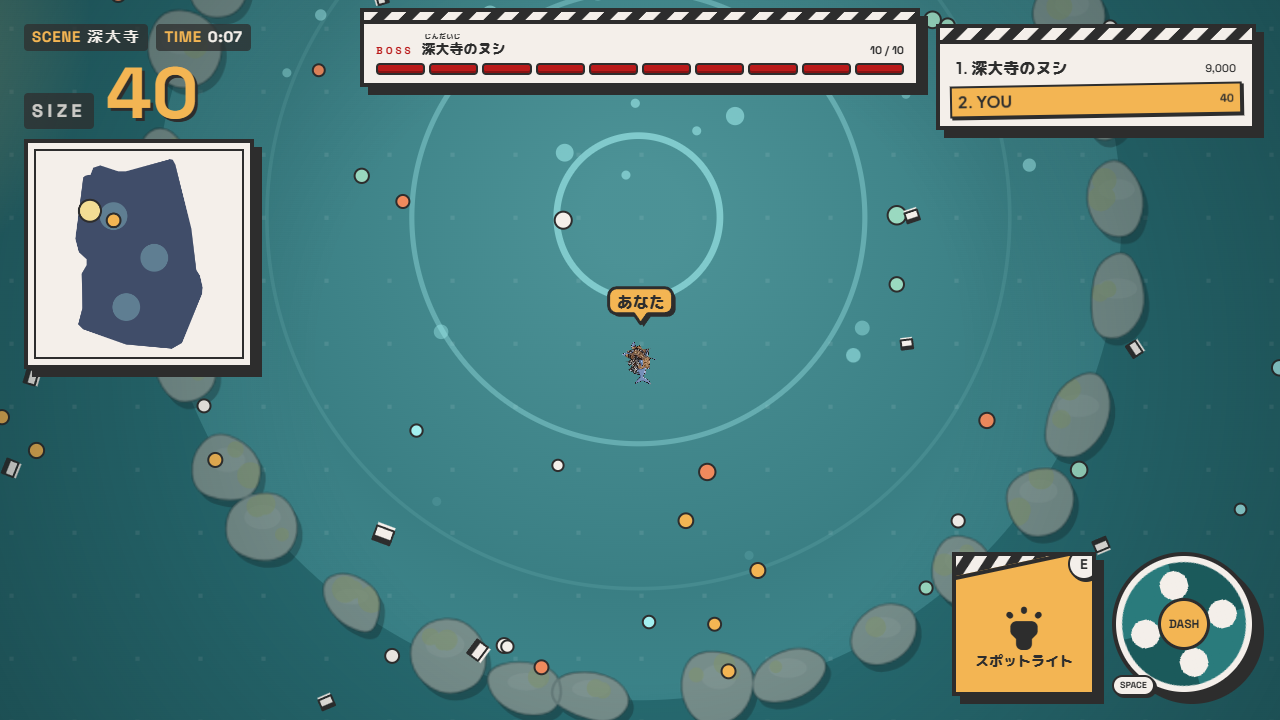 SCENE 深大寺 TIME 0:07
SIZE 40
じんだいじ
BOSS 深大寺のヌシ 10 / 10
1. 深大寺のヌシ 9,000
2. YOU 40
あなた
E
スポットライト
DASH
SPACE